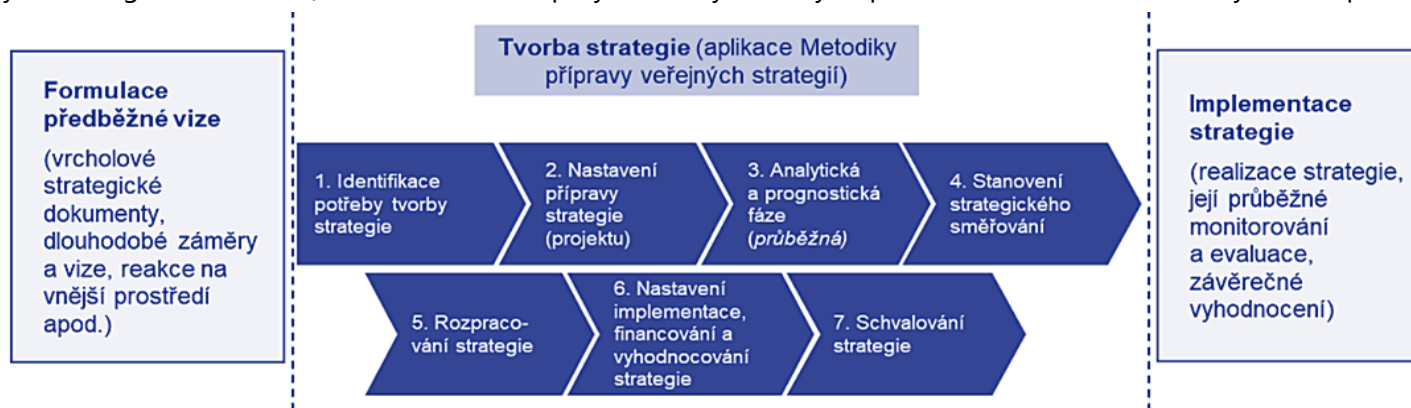 Tvorba strategie (aplikace Metodiky
přípravy veřejných strategií)
Formulace
předběžné vize
(vrcholové
strategické
dokumenty,
dlouhodobé záměry
a vize, reakce na
vnější prostředí
apod.)
1. Identifikace
potřeby tvorby
strategie
2. Nastavení
přípravy
strategie
(projektu)
3. Analytická
a prognostická
fáze
(průběžná)
4. Stanovení
strategického
směřování
5. Rozpraco-
vání strategie
6. Nastavení
implementace,
financování a
vyhodnocování
strategie
7. Schvalování
strategie
Implementace
strategie
(realizace strategie,
její průběžné
monitorování
a evaluace,
závěrečné
vyhodnocení)